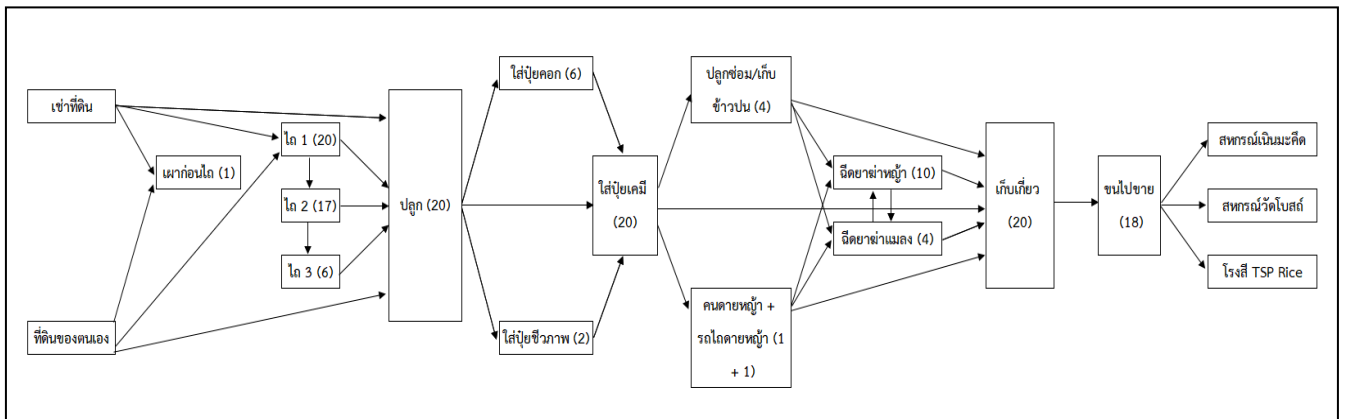 เช่าที่ดิน
ที่ดินของตนเอง
เผาก่อนไถ (1)
ไถ 1 (20)
ไถ 2 (17)
ไถ 3 (6)
ปลูก (20)
ใส่ปุ๋ยคอก (6)
ใส่ปุ๋ยชีวภาพ (2)
ใส่ปุ๋ยเคมี
(20)
ปลูกซ่อม/เก็บ
ข้าวปน (4)
คนดายหญ้า +
รถไถดายหญ้า (1
+ 1)
ฉีดยาฆ่าหญ้า (10)
ฉีดยาฆ่าแมลง (4)
เก็บเกี่ยว
(20)
ขนไปขาย
(18)
สหกรณ์เนินมะคึด
สหกรณ์วัดโบสถ์
โรงสี TSP Rice